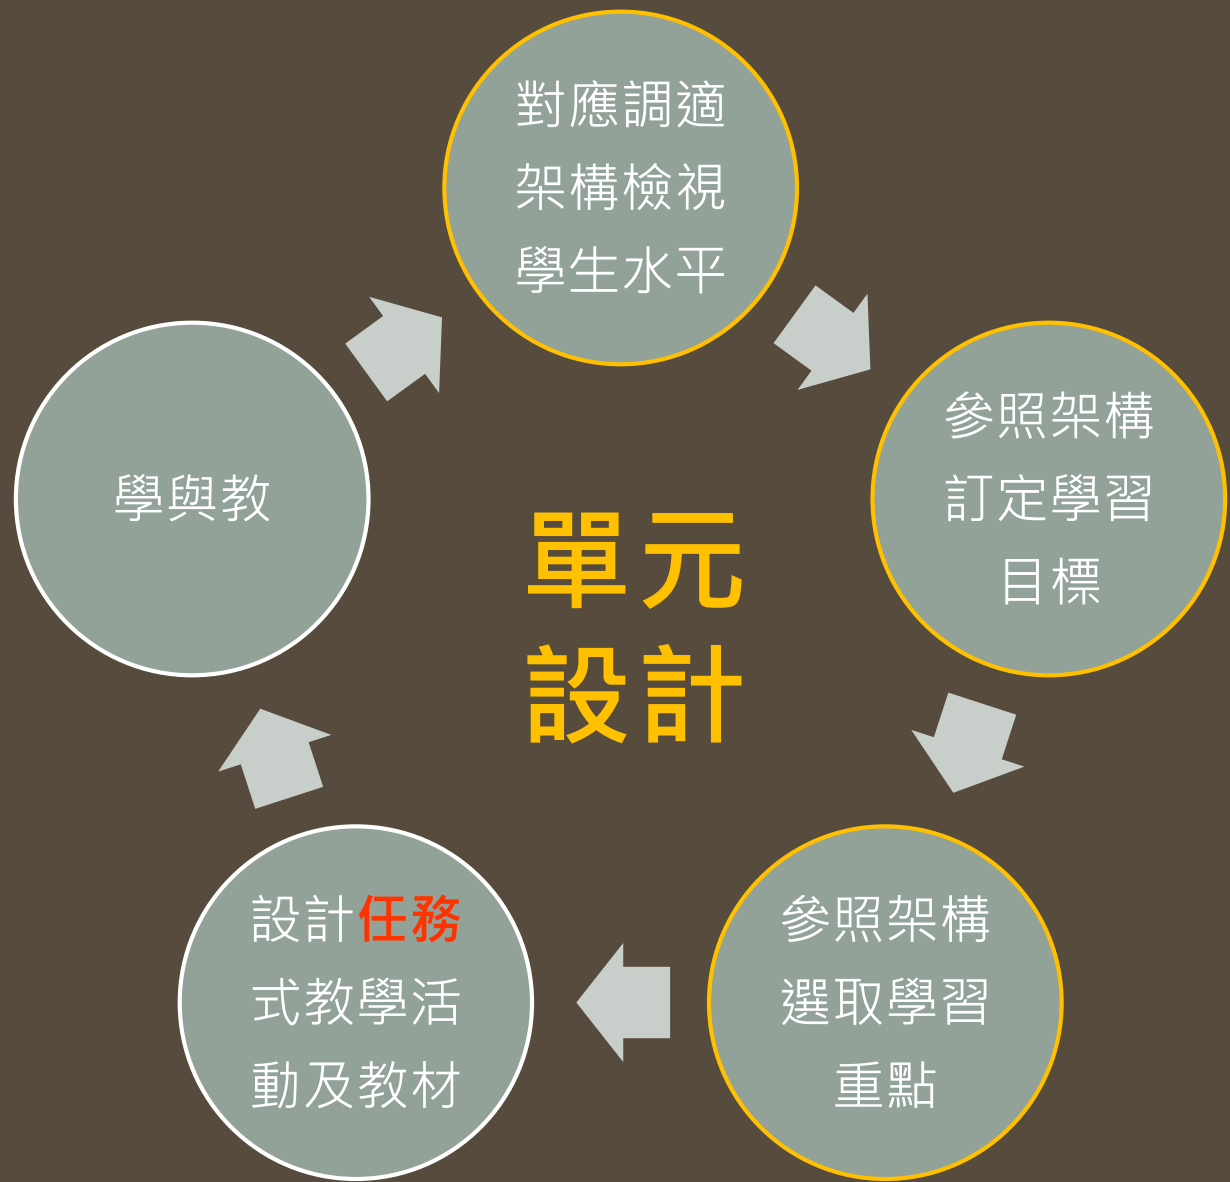 對應調適
架構檢視
學生水平
參照架構
訂定學習
目標
參照架構
選取學習
重點
設計任務
式教學活
動及教材
學與教
單元
設計